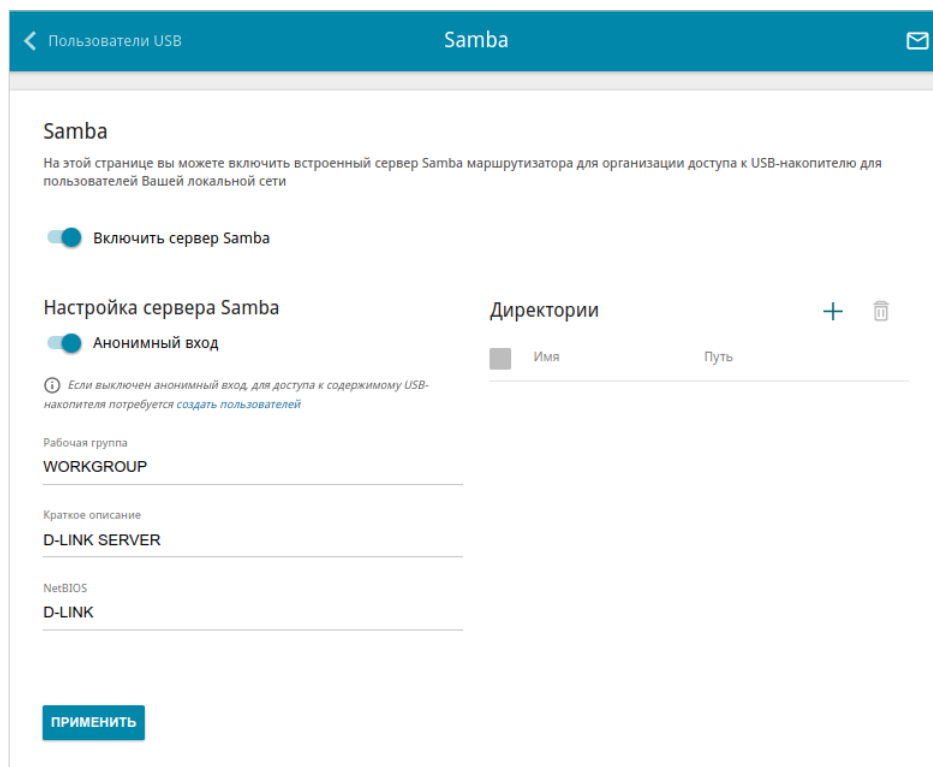 Пользователи USB
Samba
Samba
На этой странице вы можете включить встроенный сервер Samba маршрутизатора для организации доступа к USB-накопителю для
пользователей Вашей локальной сети
Включить сервер Samba
Настройка сервера Samba
Анонимный вход
Если выключен анонимный вход, для доступа к содержимому USB-
накопителя потребуется создать пользователей
Рабочая группа
WORKGROUP
Краткое описание
D-LINK SERVER
NetBIOS
D-LINK
ПРИМЕНИТЬ
Директории
Имя Путь